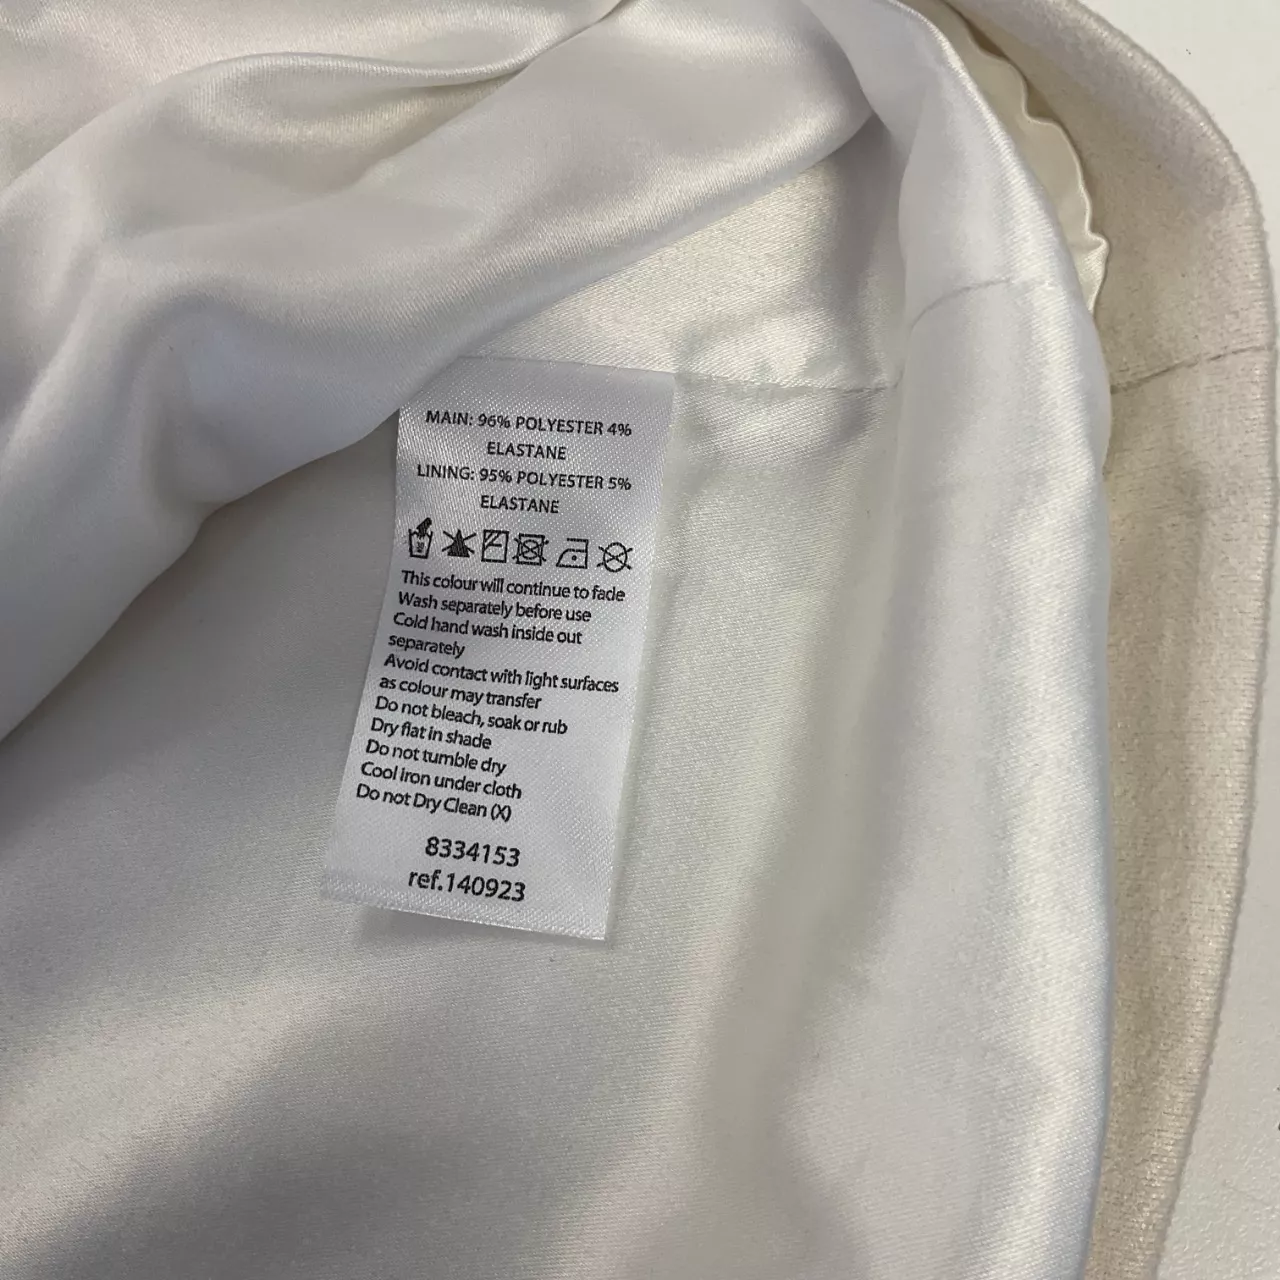 MAIN: 96% POLYESTER 4%
ELASTANE
LINING: 95% POLYESTER 5%
ELASTANE
This colour will continue to fade
Wash separately before use
Cold hand wash inside out
separately
Avoid contact with light surfaces
as colour may transfer
Do not bleach, soak or rub
Dry flat in shade
Do not tumble dry
Cool iron under cloth
Do not Dry Clean (X)
8334153
ref.140923